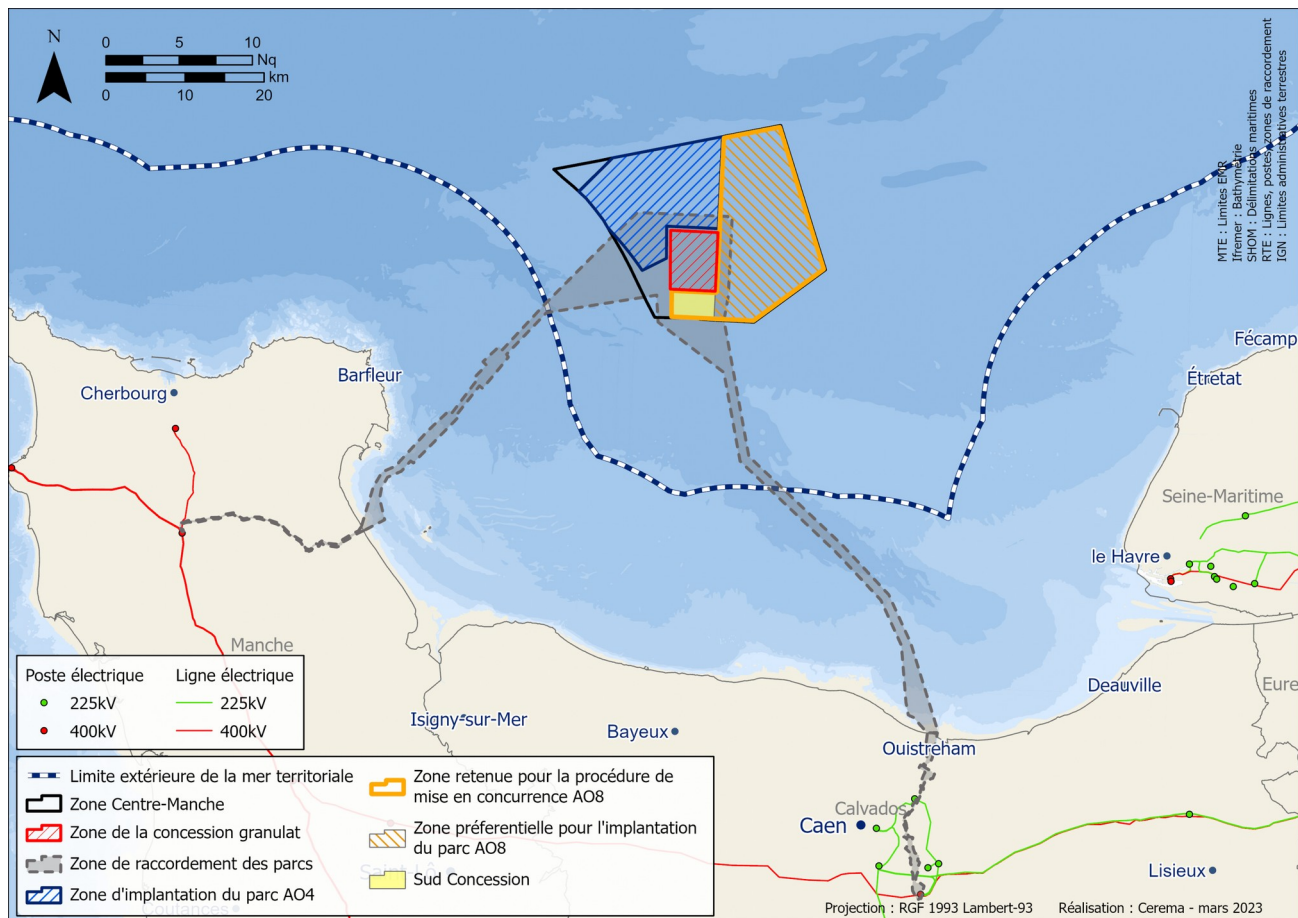 N
0 5 10
Nq
km
0 10 20
MTE : Limites EMR
Ifremer : Bathymétrie
SHOM : Délimitations maritimes
RTE : Lignes, postes, zones de raccordement
IGN : Limites administratives terrestres
Fécamp
Étretat
Barfleur
Cherbourg
Seine-Maritime
le Havre
Manche
Deauville
Eure
Isigny-sur-Mer
Bayeux
Ouistreham
Calvados
Caen
Lisieux
Saint-Lô
Coutances
Poste électrique
225kV
400kV
Ligne électrique
225kV
400kV
Limite extérieure de la mer territoriale
Zone Centre-Manche
Zone de la concession granulat
Zone de raccordement des parcs
Zone d'implantation du parc AO4
Zone retenue pour la procédure de
mise en concurrence AO8
Zone préferentielle pour l'implantation
du parc AO8
Sud Concession
Projection : RGF 1993 Lambert-93 Réalisation : Cerema - mars 2023